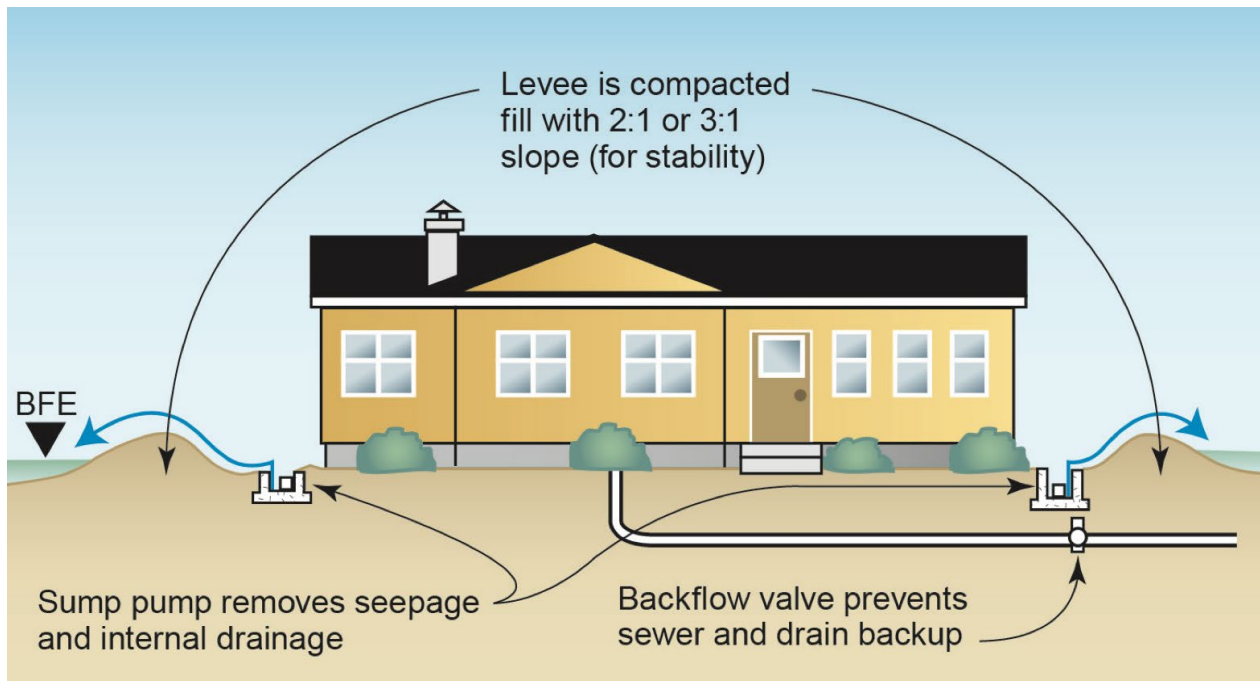 Levee is compacted
fill with 2:1 or 3:1
slope (for stability)
BFE
Sump pump removes seepage
and internal drainage
Backflow valve prevents
sewer and drain backup